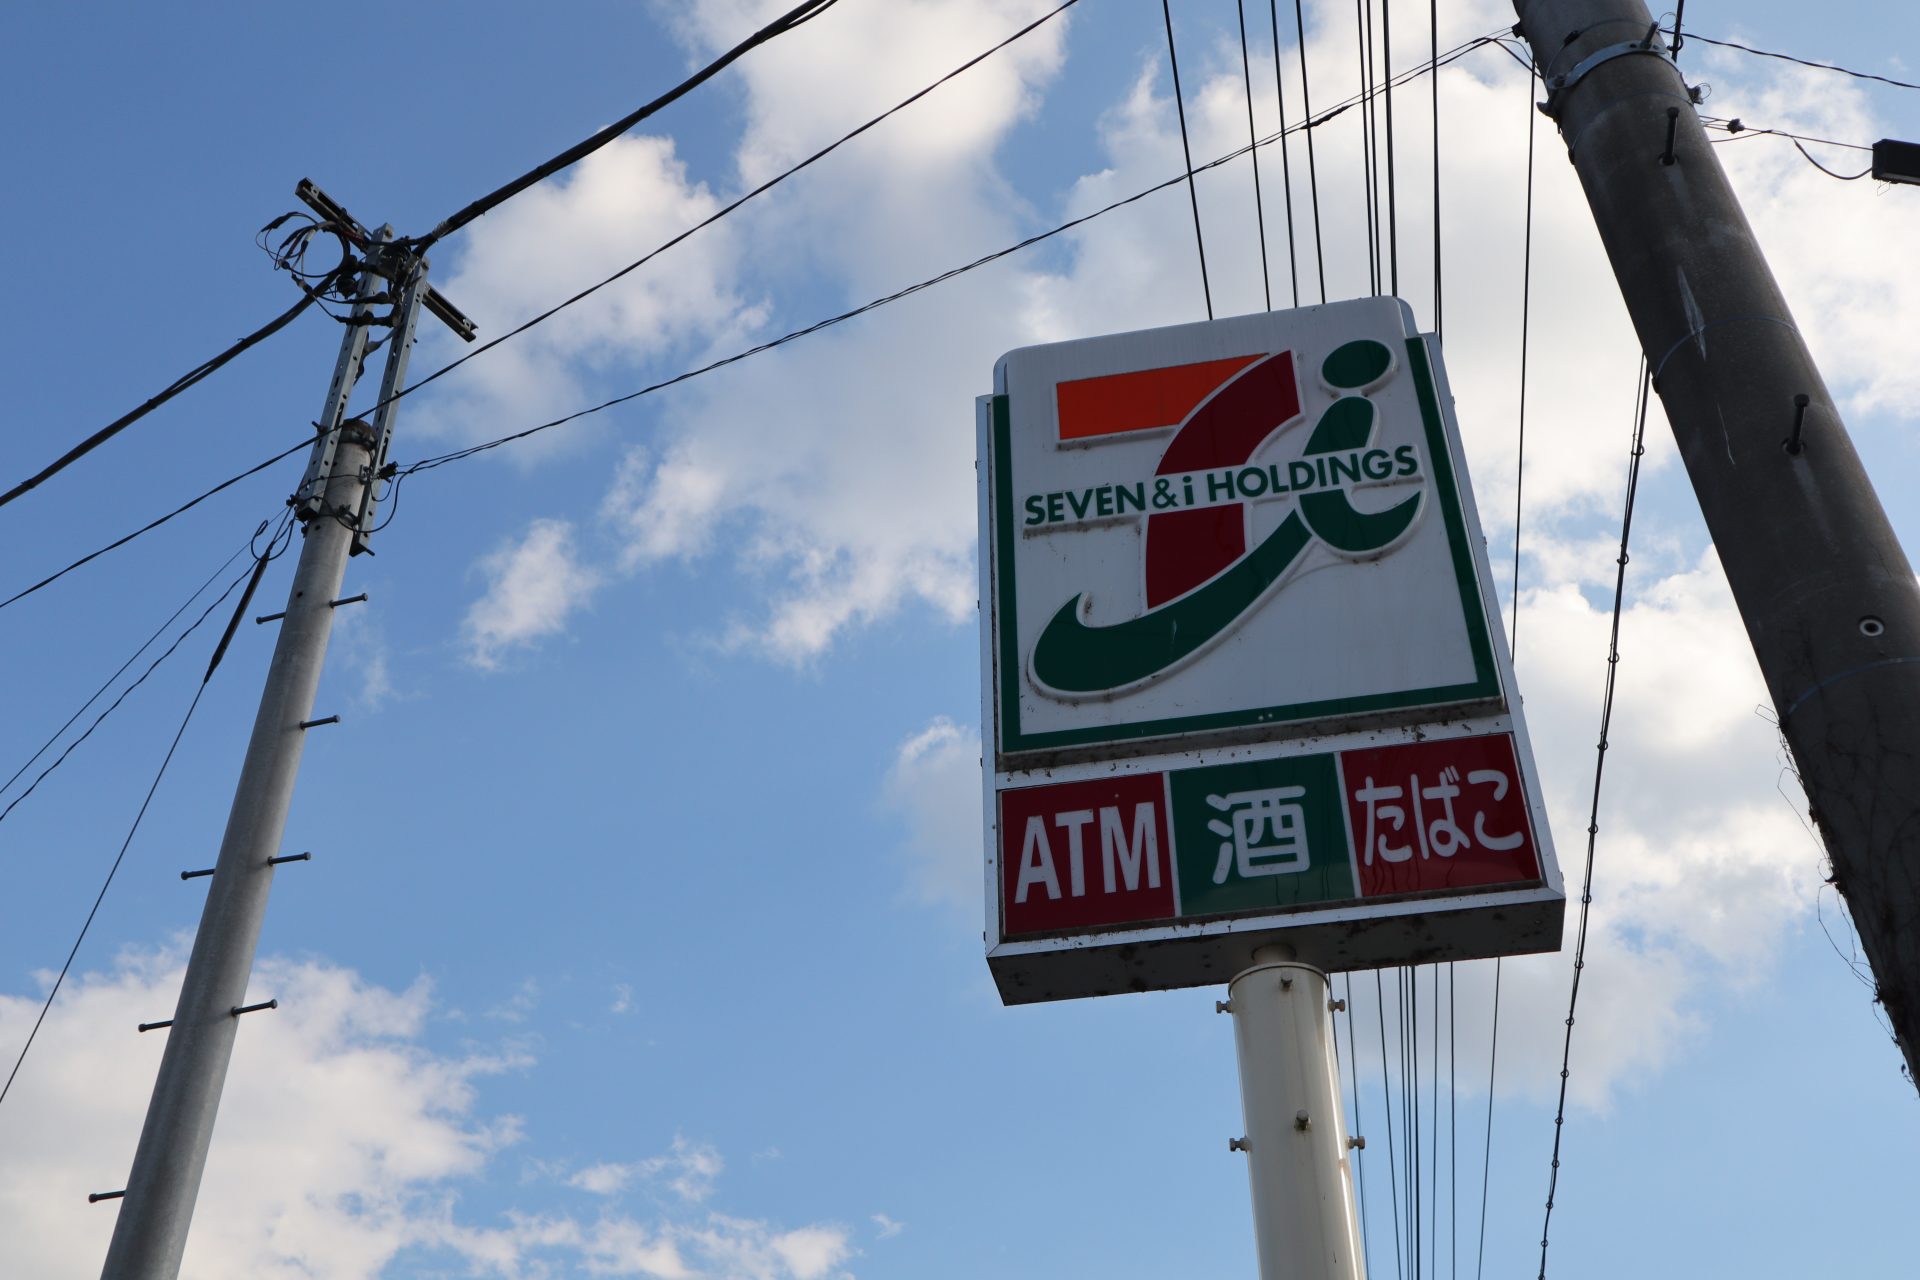 SEVEN&i HOLDINGS
ATM 酒 たばこ